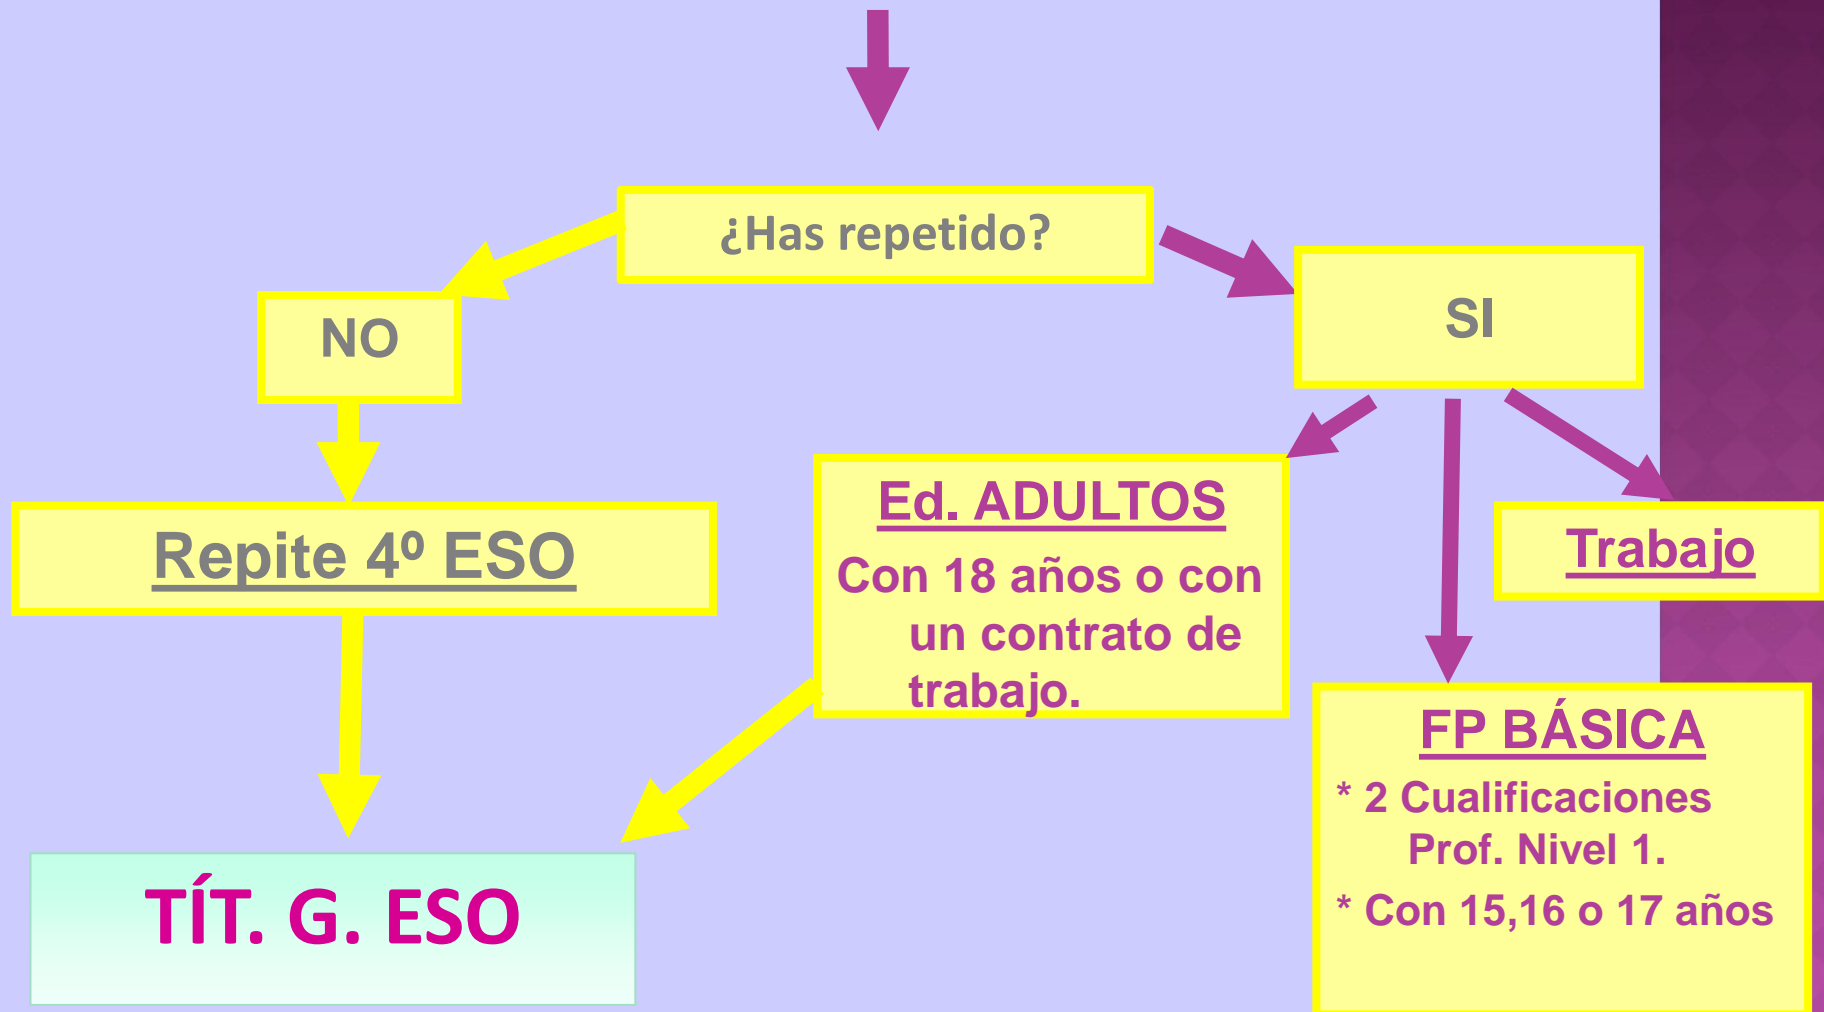 ¿Has repetido?
NO
SI
Repite 4º ESO
Ed. ADULTOS
Con 18 años o con
un contrato de
trabajo.
Trabajo
FP BÁSICA
* 2 Cualificaciones
Prof. Nivel 1.
* Con 15,16 o 17 años
TÍT. G. ESO